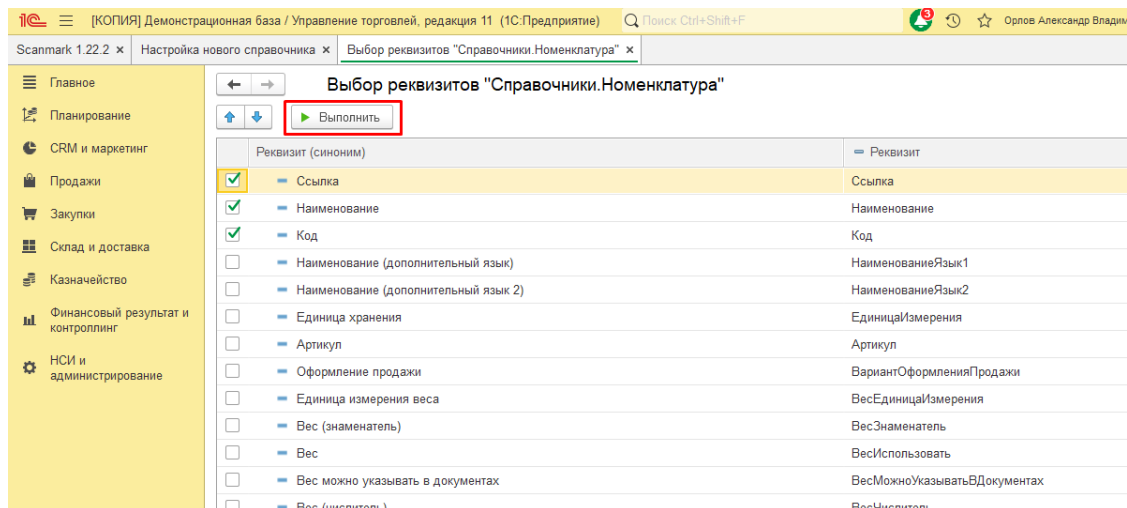 1С [КОПИЯ] Демонстрационная база / Управление торговлей, редакция 11 (1С:Предприятие) Поиск Ctrl+Shift+F 3 Орлов Александр Владим
Scanmark 1.22.2 × Настройка нового справочника × Выбор реквизитов "Справочники.Номенклатура" ×
Главное
Планирование
CRM и маркетинг
Продажи
Закупки
Склад и доставка
Казначейство
Финансовый результат и
контроллинг
НСИ и
администрирование
Выбор реквизитов "Справочники.Номенклатура"
Выполнить
Реквизит (синоним) Реквизит
Ссылка Ссылка
Наименование Наименование
Код Код
Наименование (дополнительный язык) НаименованиеЯзык1
Наименование (дополнительный язык 2) НаименованиеЯзык2
Единица хранения ЕдиницаИзмерения
Артикул Артикул
Оформление продажи ВариантОформленияПродажи
Единица измерения веса ВесЕдиницаИзмерения
Вес (знаменатель) ВесЗнаменатель
Вес ВесИспользовать
Вес можно указывать в документах ВесМожноУказыватьВДокументах
Вес (числитель) ВесЧислитель